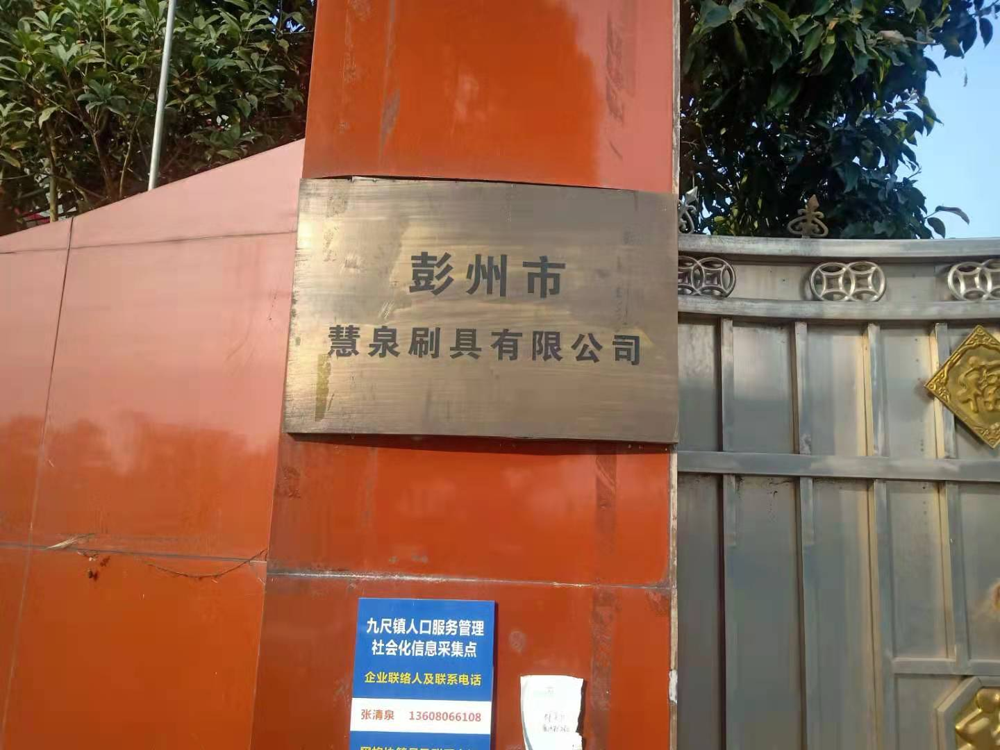 彭州市
慧泉刷具有限公司
福
九尺镇人口服务管理
社会化信息采集点
企业联络人及联系电话
张清泉 13608066108